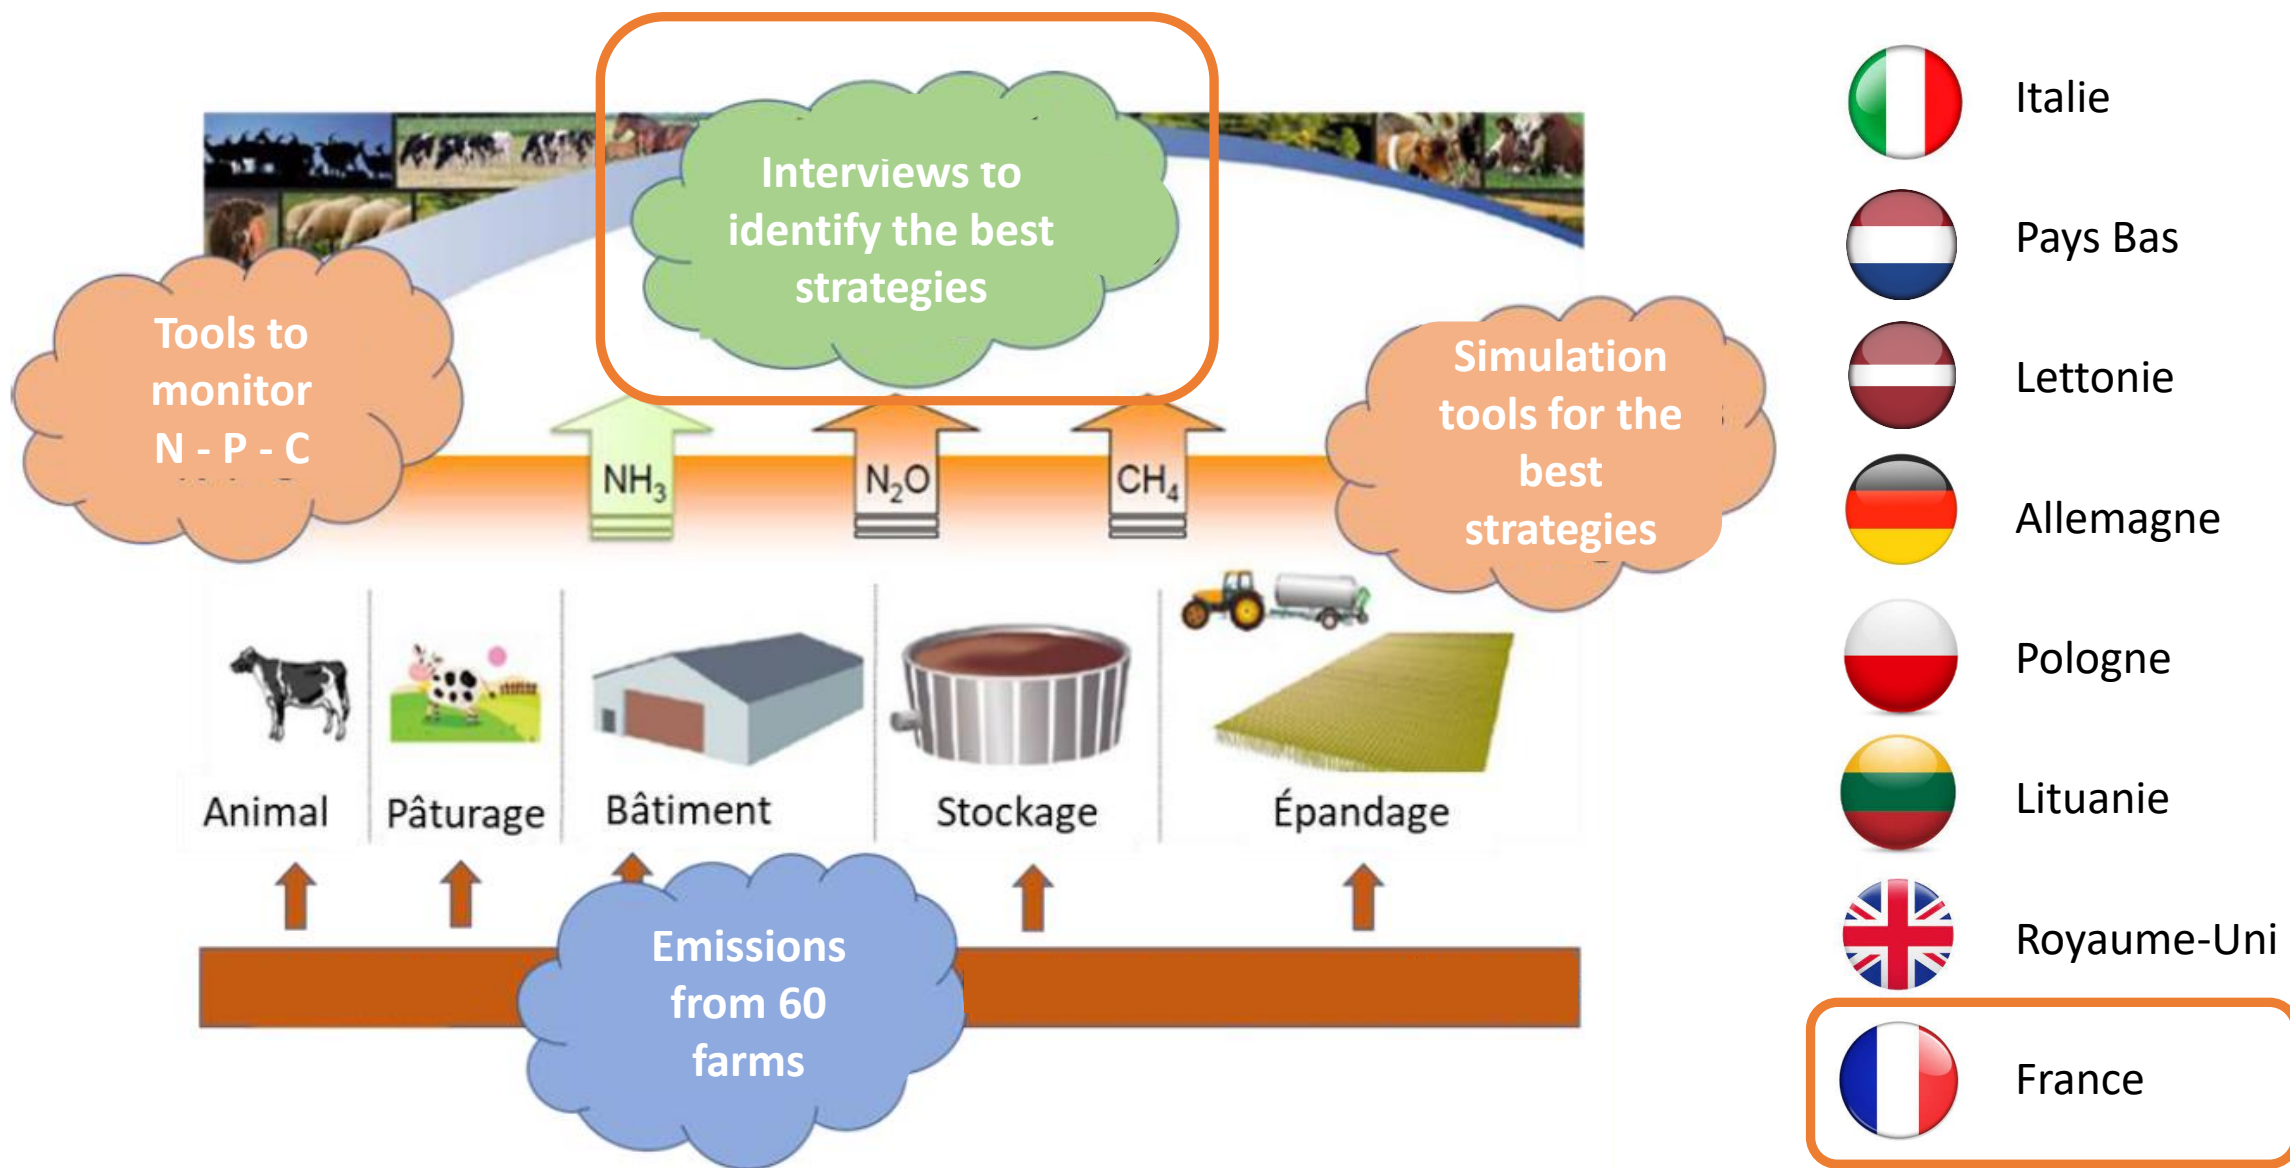 Interviews to
identify the best
strategies
Tools to
monitor
N - P - C
Simulation
tools for the
best
strategies
NH₃
N₂O
CH₄
Animal
Pâturage
Bâtiment
Stockage
Épandage
Emissions
from 60
farms
Italie
Pays Bas
Lettonie
Allemagne
Pologne
Lituanie
Royaume-Uni
France